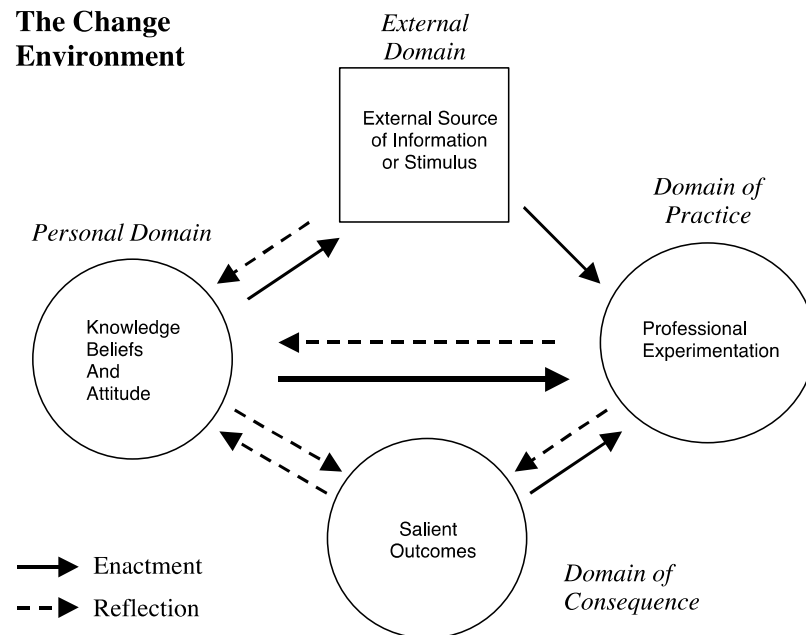 The Change
Environment
External
Domain
External Source
of Information
or Stimulus
Domain of
Practice
Personal Domain
Knowledge
Beliefs
And
Attitude
Professional
Experimentation
Salient
Outcomes
Enactment
Reflection
Domain of
Consequence